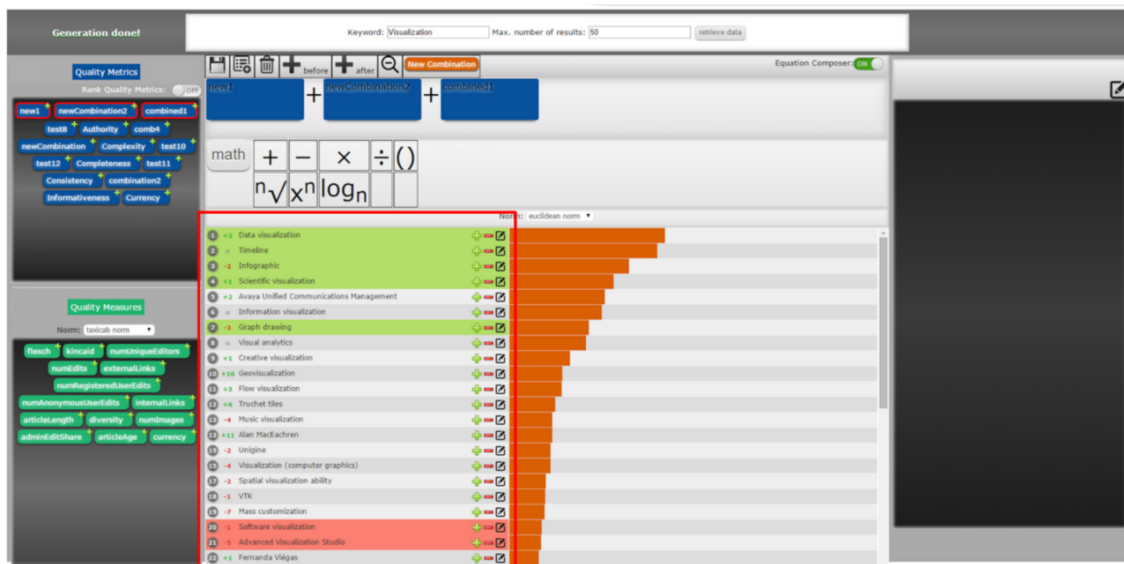 Generation done!
Keyword: Visualization Max. number of results: 50 retrieve data
Quality Metrics
Rank Quality Metrics: OFF
new1 newCombination2 combined1
test8 Authority comb4
newCombination Complexity test10
test12 Completeness test11
Consistency combination2
Informativeness Currency
Quality Measures
Norm: taxicab norm
flesch kincaid numUniqueEditors
numEdits externalLinks
numRegisteredUserEdits
numAnonymousUserEdits internalLinks
articleLength diversity numImages
adminEditShare articleAge currency
before after New Combination Equation Composer: ON
new1 + newCombination2 + combined1
math + − × ÷ ()
n√ xn logn
Norm: euclidean norm
1 +2 Data visualization
2 = Timeline
3 -2 Infographic
4 +1 Scientific visualization
5 +2 Avaya Unified Communications Management
6 = Information visualization
7 -3 Graph drawing
8 = Visual analytics
9 +1 Creative visualization
10 +10 Geovisualization
11 +3 Flow visualization
12 Truchet tiles
13 -4 Music visualization
13 +11 Alan MacEachren
15 -2 Unigine
15 -4 Visualization (computer graphics)
17 -2 Spatial visualization ability
18 -1 VTK
19 -7 Mass customization
20 -1 Software visualization
21 -5 Advanced Visualization Studio
22 +1 Fernanda Viégas